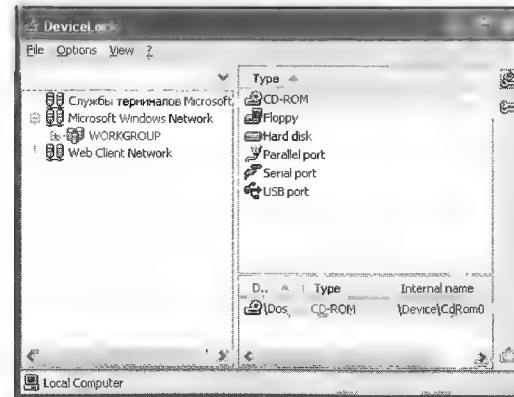 DeviceLock
File Options View ?
Службы терминалов Microsoft
Microsoft Windows Network
WORKGROUP
Web Client Network
Type
CD-ROM
Floppy
Hard disk
Parallel port
Serial port
USB port
D.. Type Internal name
\Dos CD-ROM \Device\CdRom0
Local Computer